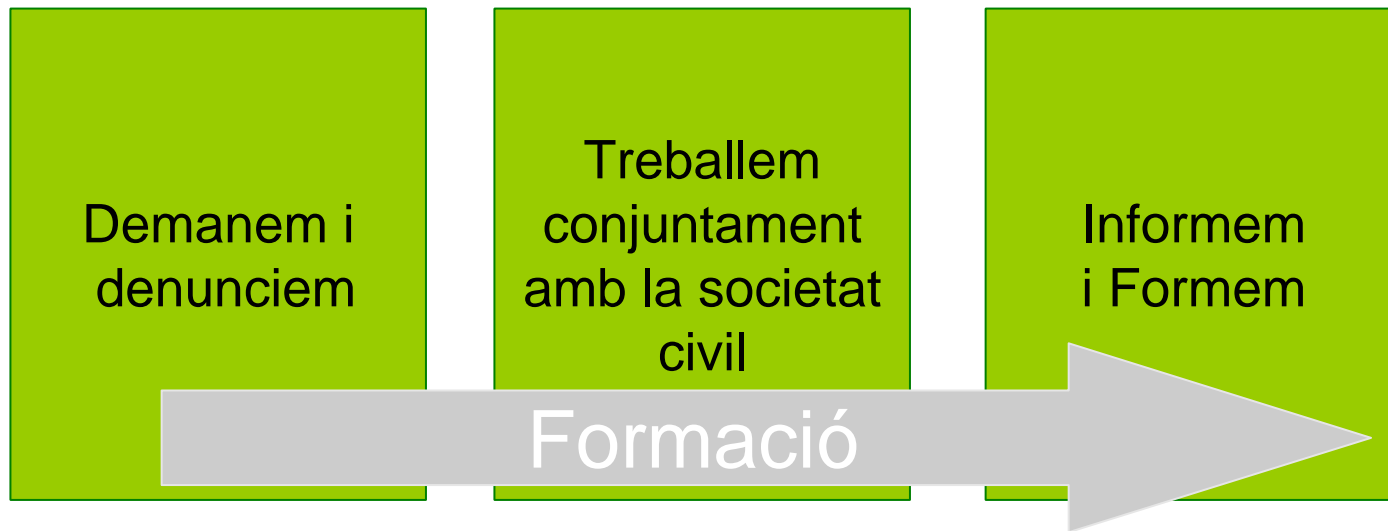 Demanem i
denunciem
Treballem
conjuntament
amb la societat
civil
Informem
i Formem
Formació